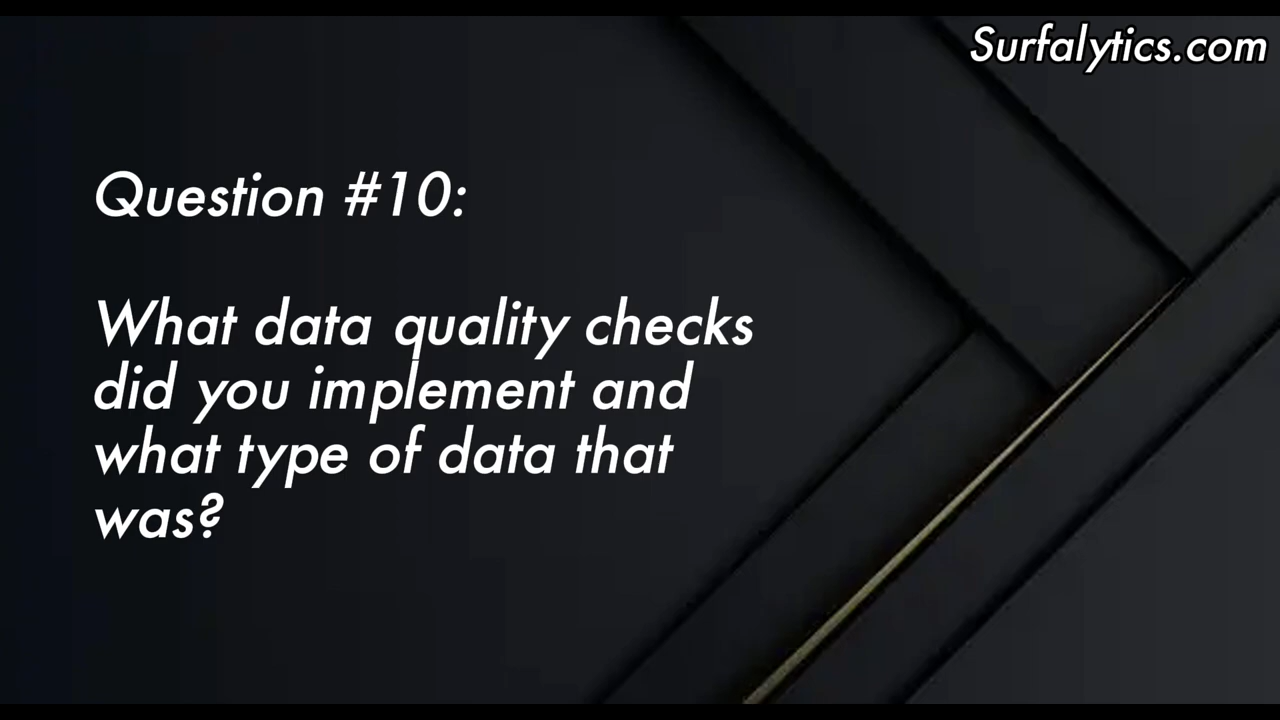 Surfalytics.com
Question #10:
What data quality checks
did you implement and
what type of data that
was?